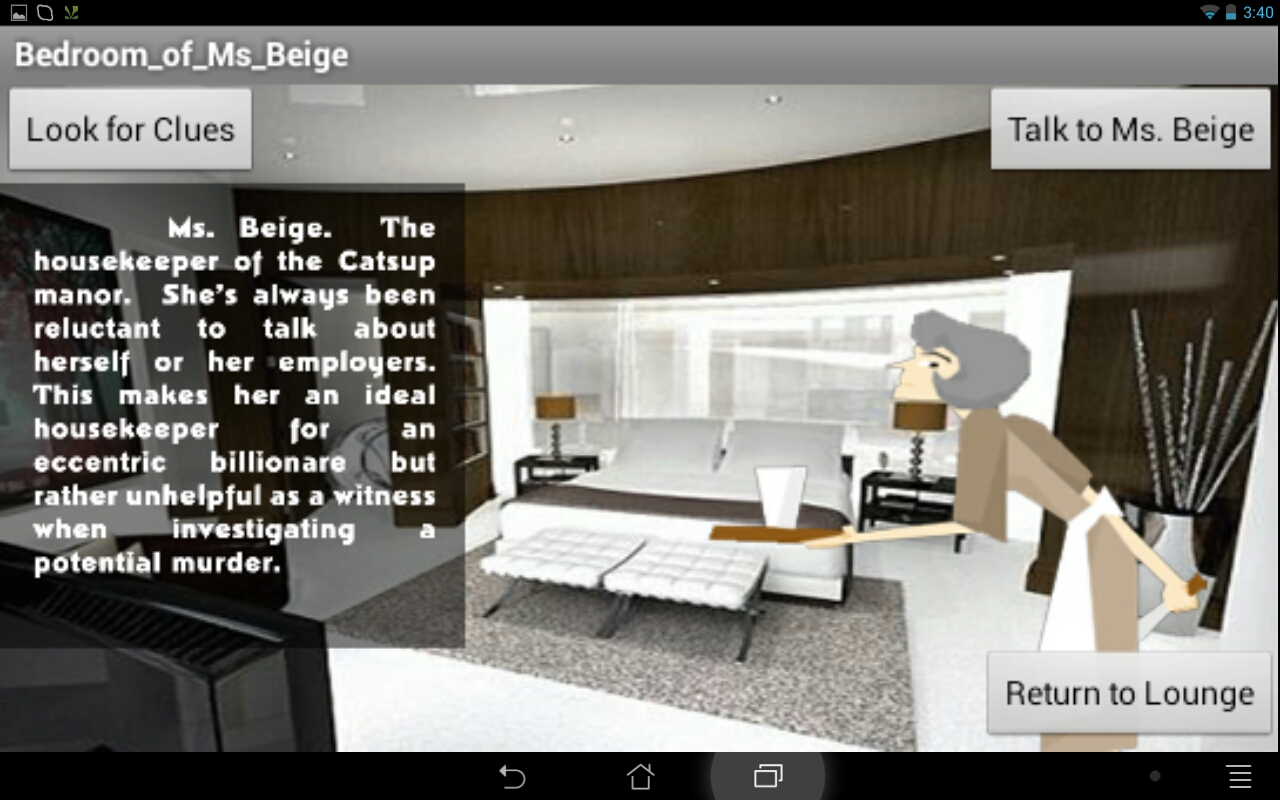 3:40
Bedroom_of_Ms_Beige
Look for Clues
Talk to Ms. Beige
Ms. Beige. The
housekeeper of the Catsup
manor. She's always been
reluctant to talk about
herself or her employers.
This makes her an ideal
housekeeper for an
eccentric billionare but
rather unhelpful as a witness
when investigating a
potential murder.
Return to Lounge